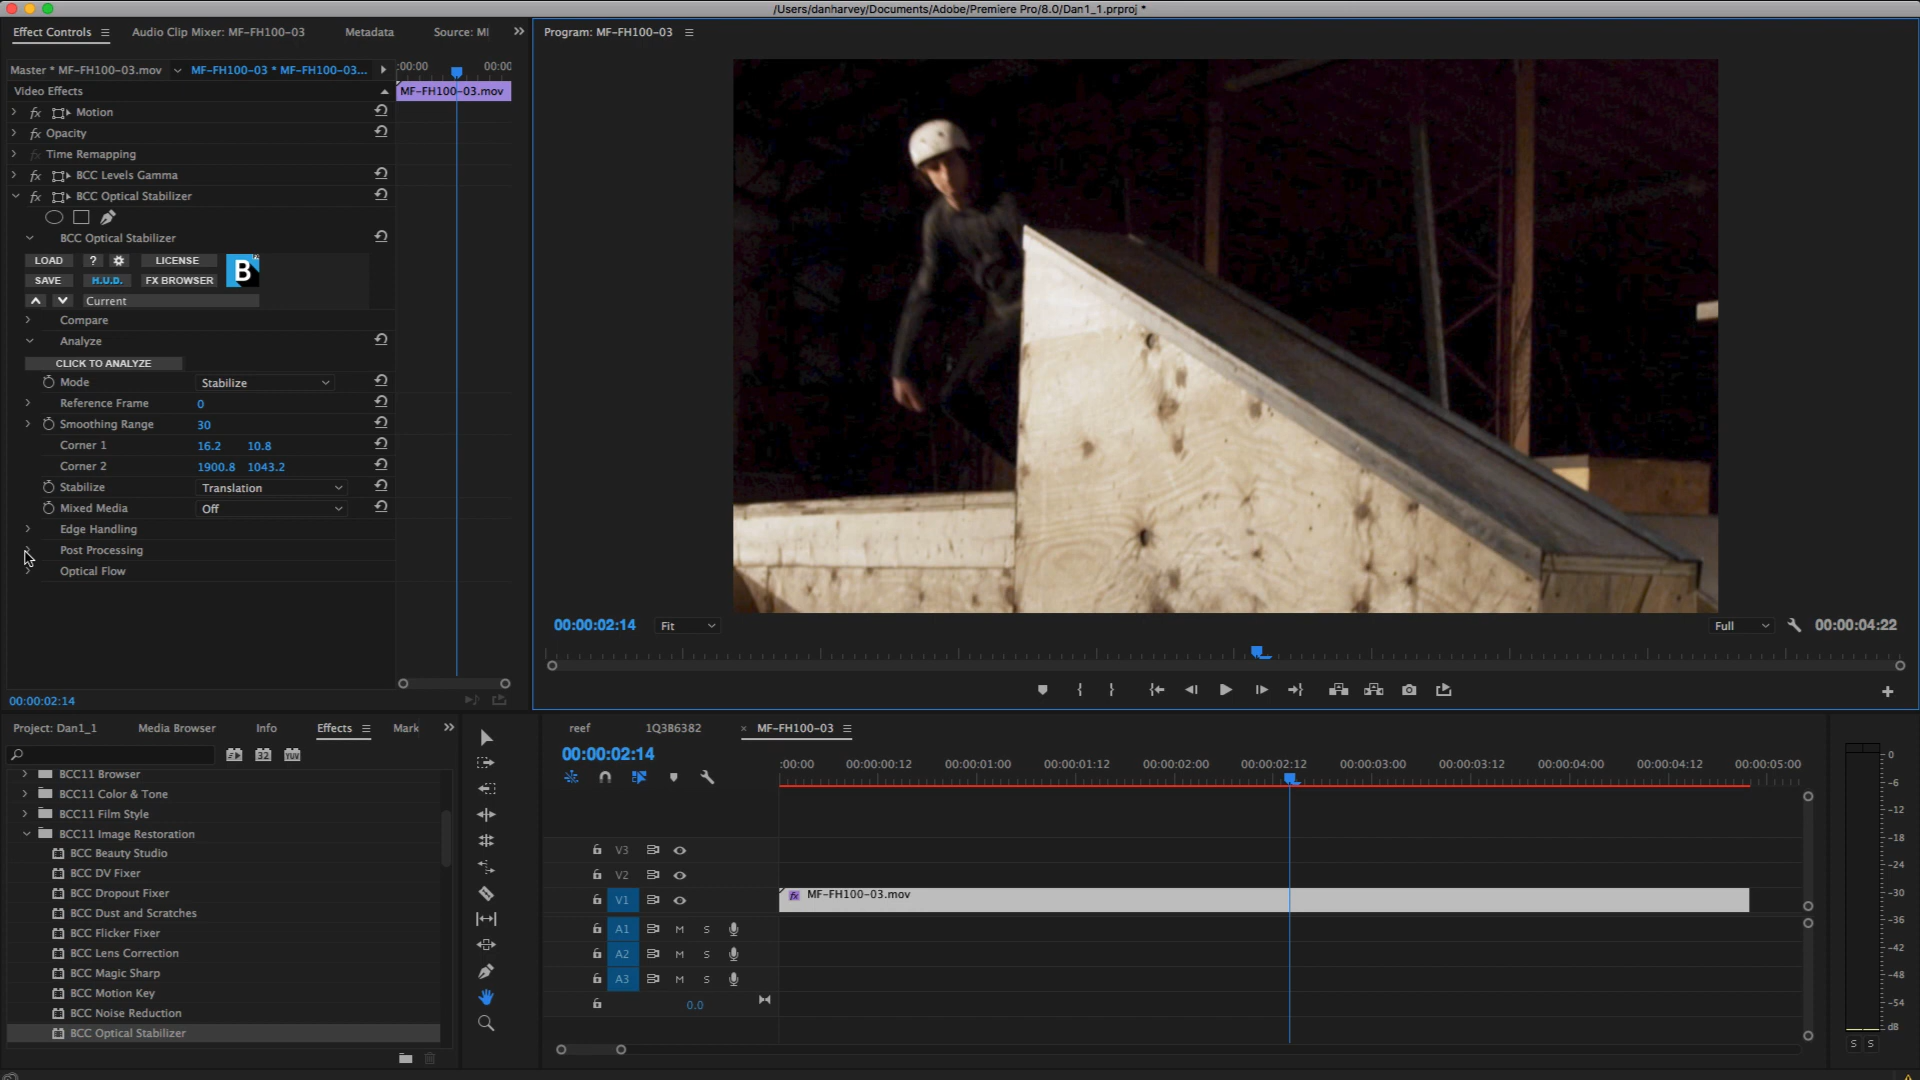 /Users/danharvey/Documents/Adobe/Premiere Pro/8.0/Dan1_1.prproj *
Effect Controls
Audio Clip Mixer: MF-FH100-03
Metadata
Source: MI
Program: MF-FH100-03
Master * MF-FH100-03.mov
MF-FH100-03 * MF-FH100-03...
:00:00
00:00
Video Effects
MF-FH100-03.mov
fx Motion
fx Opacity
fx Time Remapping
fx BCC Levels Gamma
fx BCC Optical Stabilizer
BCC Optical Stabilizer
LOAD ? LICENSE
B
SAVE H.U.D. FX BROWSER
Current
Compare
Analyze
CLICK TO ANALYZE
Mode Stabilize
Reference Frame 0
Smoothing Range 30
Corner 1 16.2 10.8
Corner 2 1900.8 1043.2
Stabilize Translation
Mixed Media Off
Edge Handling
Post Processing
Optical Flow
00:00:02:14
Fit
Full
00:00:04:22
00:00:02:14
Project: Dan1_1
Media Browser
Info
Effects
Mark
32
YUV
BCC11 Browser
BCC11 Color & Tone
BCC11 Film Style
BCC11 Image Restoration
BCC Beauty Studio
BCC DV Fixer
BCC Dropout Fixer
BCC Dust and Scratches
BCC Flicker Fixer
BCC Lens Correction
BCC Magic Sharp
BCC Motion Key
BCC Noise Reduction
BCC Optical Stabilizer
reef
1Q3B6382
× MF-FH100-03
00:00:02:14
:00:00 00:00:00:12 00:00:01:00 00:00:01:12 00:00:02:00 00:00:02:12 00:00:03:00 00:00:03:12 00:00:04:00 00:00:04:12 00:00:05:00
V3
V2
V1
fx MF-FH100-03.mov
A1 M S
A2 M S
A3 M S
0.0
0
-6
-12
-18
-24
-30
-36
-42
-48
-54
dB
S S